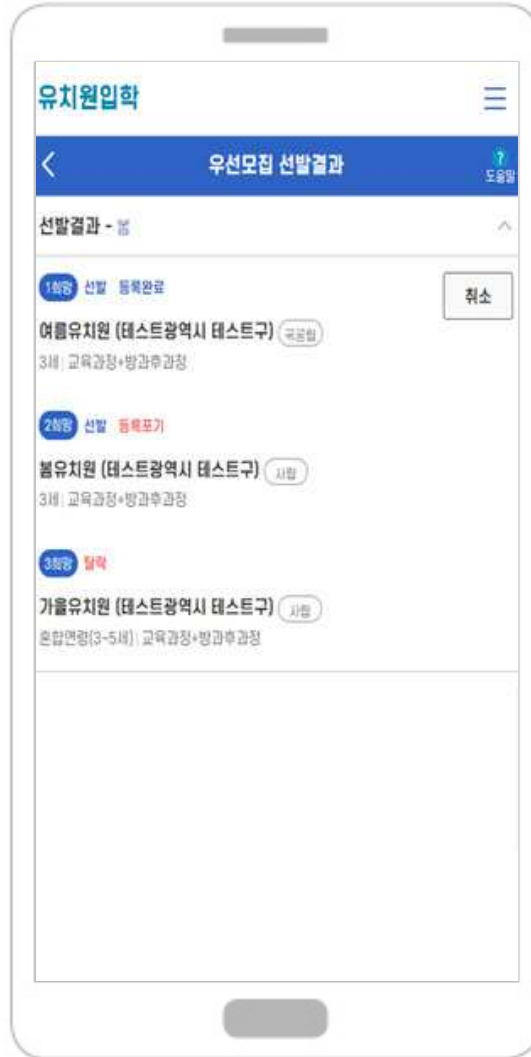 유치원입학
우선모집 선발결과
?
도움말
선발결과 - 봄
1희망 선발 등록완료
취소
여름유치원 (테스트광역시 테스트구) 국공립
3세 | 교육과정+방과후과정
2희망 선발 등록포기
봄유치원 (테스트광역시 테스트구) 사립
3세 | 교육과정+방과후과정
3희망 탈락
가을유치원 (테스트광역시 테스트구) 사립
혼합연령(3~5세) | 교육과정+방과후과정